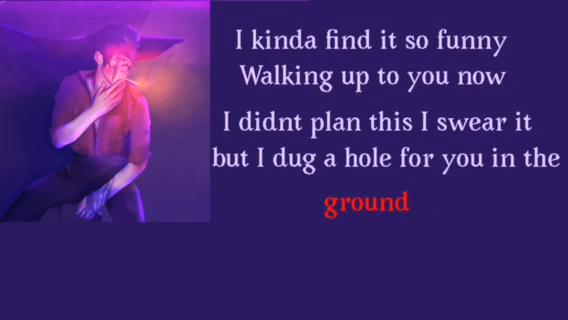 I kinda find it so funny
Walking up to you now
I didnt plan this I swear it
but I dug a hole for you in the
ground